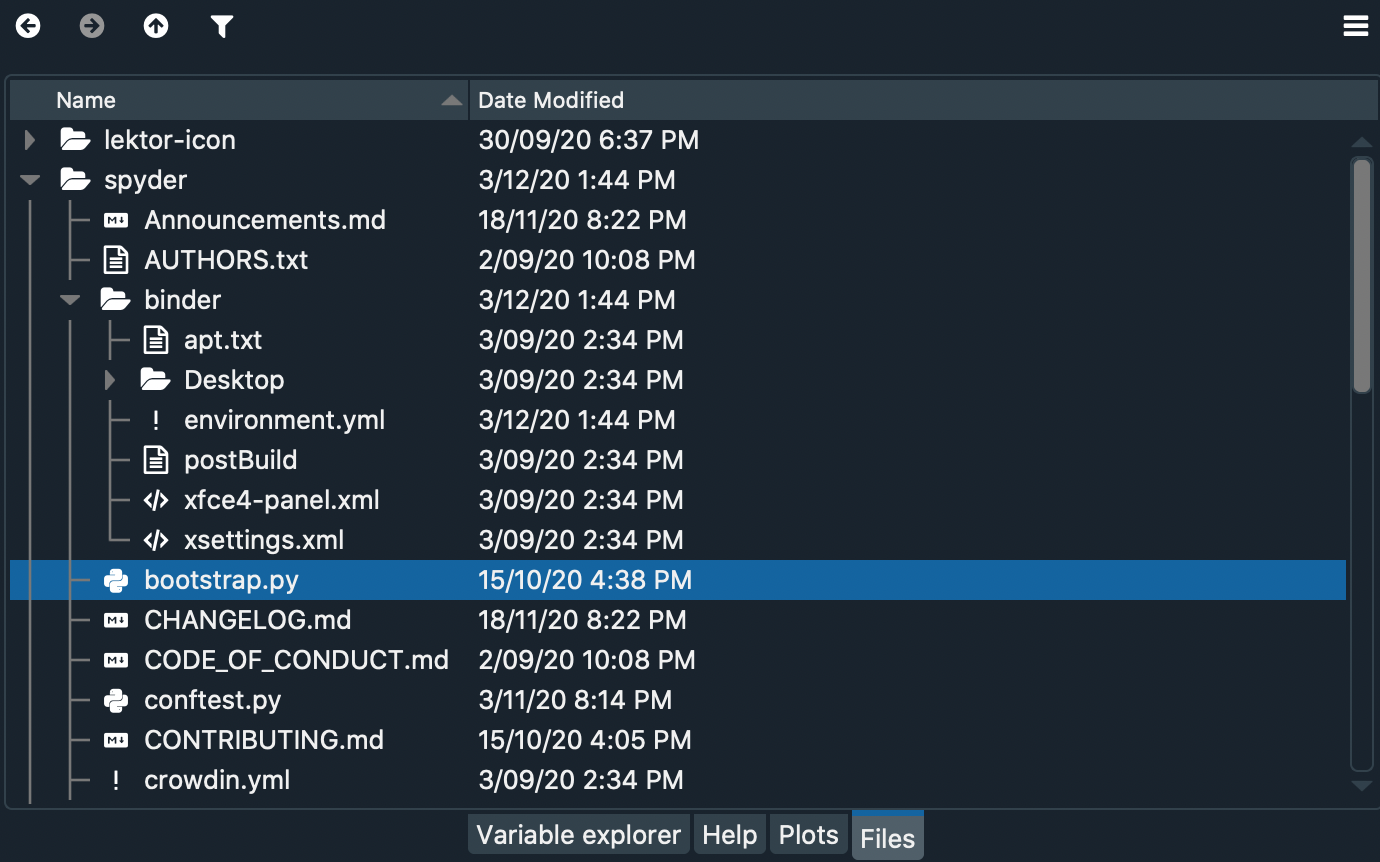 Name Date Modified
lektor-icon 30/09/20 6:37 PM
spyder 3/12/20 1:44 PM
Announcements.md 18/11/20 8:22 PM
AUTHORS.txt 2/09/20 10:08 PM
binder 3/12/20 1:44 PM
apt.txt 3/09/20 2:34 PM
Desktop 3/09/20 2:34 PM
! environment.yml 3/12/20 1:44 PM
postBuild 3/09/20 2:34 PM
</> xfce4-panel.xml 3/09/20 2:34 PM
</> xsettings.xml 3/09/20 2:34 PM
bootstrap.py 15/10/20 4:38 PM
CHANGELOG.md 18/11/20 8:22 PM
CODE_OF_CONDUCT.md 2/09/20 10:08 PM
conftest.py 3/11/20 8:14 PM
CONTRIBUTING.md 15/10/20 4:05 PM
! crowdin.yml 3/09/20 2:34 PM
Variable explorer Help Plots Files